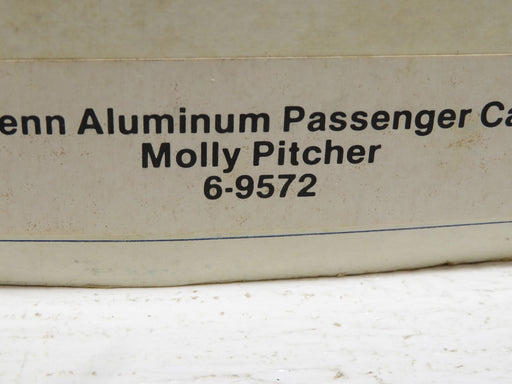 enn Aluminum Passenger Ca
Molly Pitcher
6-9572